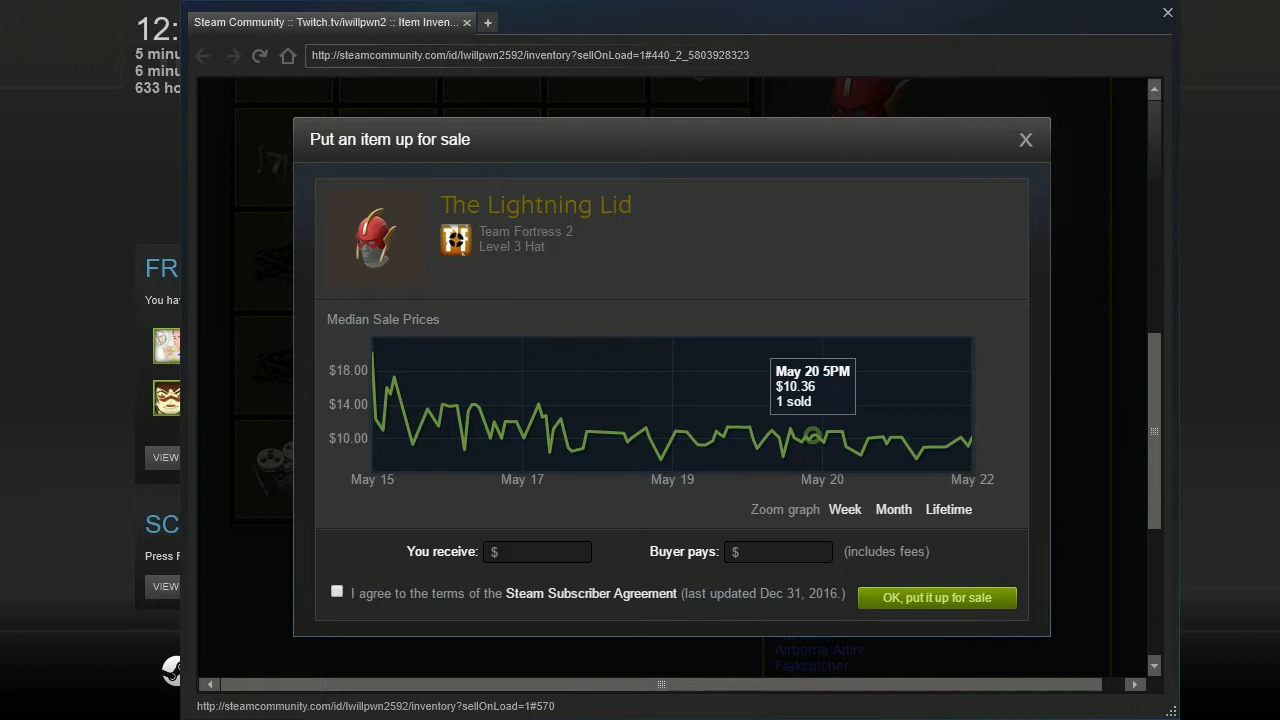 Steam Community :: Twitch.tv/iwillpwn2 :: Item Inven...
12:
5 minu
6 minu
633 ho
http://steamcommunity.com/id/lwillpwn2592/inventory?sellOnLoad=1#440_2_5803928323
Put an item up for sale
X
The Lightning Lid
Team Fortress 2
Level 3 Hat
FR
You hav
VIEW
Median Sale Prices
$18.00
$14.00
$10.00
May 20 5PM
$10.36
1 sold
May 15
May 17
May 19
May 20
May 22
Zoom graph Week Month Lifetime
SC
Press F
VIEW
You receive: $
Buyer pays: $
(includes fees)
I agree to the terms of the Steam Subscriber Agreement (last updated Dec 31, 2016.)
OK, put it up for sale
Airborne Attire
Flakcatcher
http://steamcommunity.com/id/lwillpwn2592/inventory?sellOnLoad=1#570